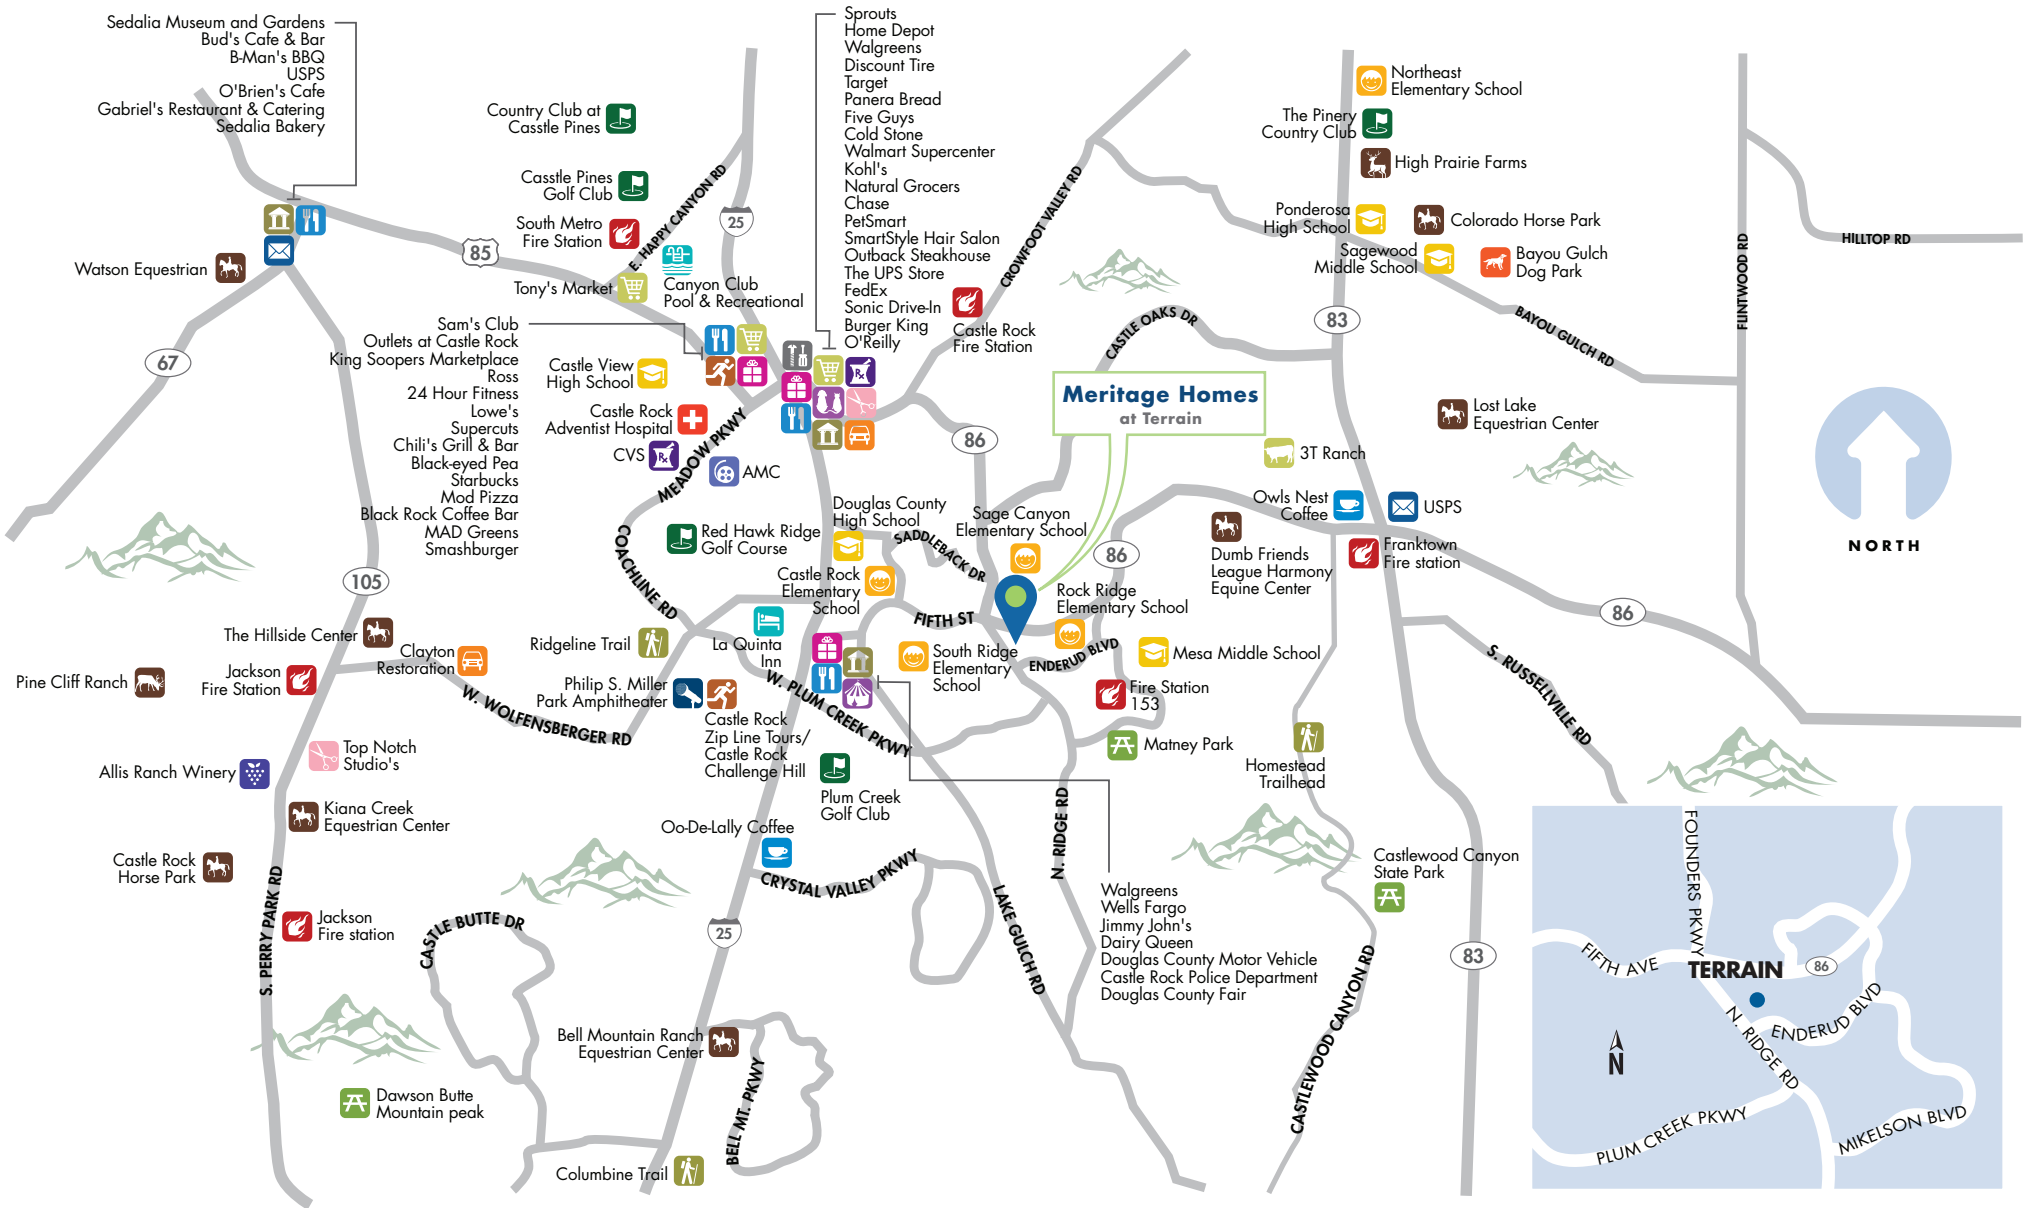 Sedalia Museum and Gardens
Bud's Cafe & Bar
B-Man's BBQ
USPS
O'Brien's Cafe
Gabriel's Restaurant & Catering
Sedalia Bakery
Country Club at
Casstle Pines
Casstle Pines
Golf Club
South Metro
Fire Station
E. HAPPY CANYON RD
25
85
Tony's Market
Canyon Club
Pool & Recreational
Watson Equestrian
67
Sprouts
Home Depot
Walgreens
Discount Tire
Target
Panera Bread
Five Guys
Cold Stone
Walmart Supercenter
Kohl's
Natural Grocers
Chase
PetSmart
SmartStyle Hair Salon
Outback Steakhouse
The UPS Store
FedEx
Sonic Drive-In
Burger King
O'Reilly
Castle Rock
Fire Station
CROWFOOT VALLEY RD
Northeast
Elementary School
The Pinery
Country Club
High Prairie Farms
Ponderosa
High School
Colorado Horse Park
Sagewood
Middle School
Bayou Gulch
Dog Park
FLINTWOOD RD
HILLTOP RD
BAYOU GULCH RD
83
CASTLE OAKS DR
Sam's Club
Outlets at Castle Rock
King Soopers Marketplace
Ross
24 Hour Fitness
Lowe's
Supercuts
Chili's Grill & Bar
Black-eyed Pea
Starbucks
Mod Pizza
Black Rock Coffee Bar
MAD Greens
Smashburger
Castle View
High School
Castle Rock
Adventist Hospital
CVS
Rx
Rx
MEADOW PKWY
AMC
Meritage Homes
at Terrain
86
Lost Lake
Equestrian Center
3T Ranch
NORTH
Owls Nest
Coffee
USPS
Franktown
Fire station
Dumb Friends
League Harmony
Equine Center
86
86
Douglas County
High School
SADDLEBACK DR
Sage Canyon
Elementary School
Red Hawk Ridge
Golf Course
COACHLINE RD
Castle Rock
Elementary
School
FIFTH ST
Rock Ridge
Elementary School
105
The Hillside Center
Clayton
Restoration
Jackson
Fire Station
Pine Cliff Ranch
W. WOLFENSBERGER RD
Ridgeline Trail
La Quinta
Inn
W. PLUM CREEK PKWY
Philip S. Miller
Park Amphitheater
Castle Rock
Zip Line Tours/
Castle Rock
Challenge Hill
South Ridge
Elementary
School
ENDERUD BLVD
Mesa Middle School
Fire Station
153
Matney Park
S. RUSSELLVILLE RD
Homestead
Trailhead
Top Notch
Studio's
Allis Ranch Winery
Kiana Creek
Equestrian Center
Castle Rock
Horse Park
S. PERRY PARK RD
Jackson
Fire station
Plum Creek
Golf Club
Oo-De-Lally Coffee
CRYSTAL VALLEY PKWY
N. RIDGE RD
LAKE GULCH RD
25
CASTLE BUTTE DR
Walgreens
Wells Fargo
Jimmy John's
Dairy Queen
Douglas County Motor Vehicle
Castle Rock Police Department
Douglas County Fair
Castlewood Canyon
State Park
CASTLEWOOD CANYON RD
83
Bell Mountain Ranch
Equestrian Center
BELL MT. PKWY
Dawson Butte
Mountain peak
Columbine Trail
FOUNDERS PKWY
FIFTH AVE
TERRAIN
86
N. RIDGE RD
ENDERUD BLVD
N
PLUM CREEK PKWY
MIKELSON BLVD